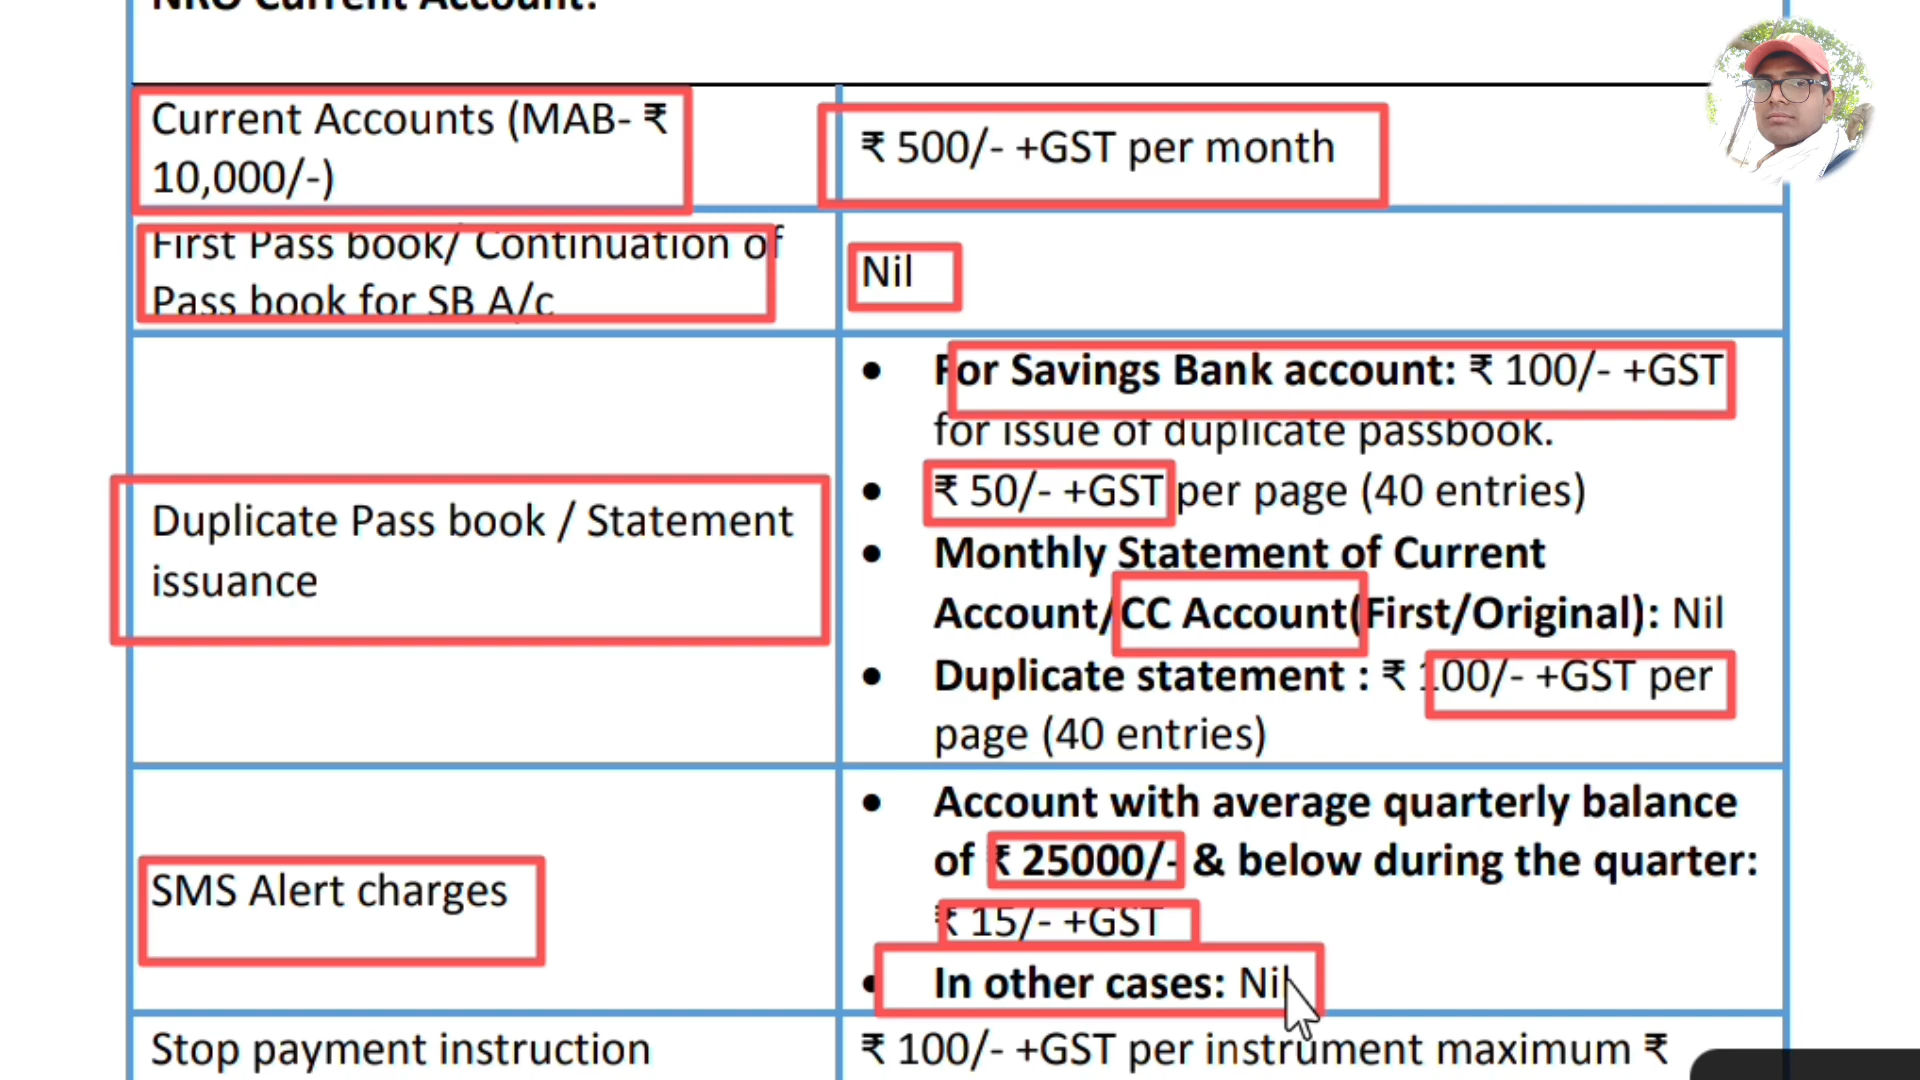 NRO Current Account:
Current Accounts (MAB- ₹
10,000/-)
₹ 500/- +GST per month
First Pass book/ Continuation of
Pass book for SB A/c
Nil
Duplicate Pass book / Statement
issuance
• For Savings Bank account: ₹ 100/- +GST
for issue of duplicate passbook.
• ₹ 50/- +GST per page (40 entries)
• Monthly Statement of Current
Account/CC Account(First/Original): Nil
• Duplicate statement : ₹ 100/- +GST per
page (40 entries)
SMS Alert charges
• Account with average quarterly balance
of ₹ 25000/- & below during the quarter:
₹ 15/- +GST
• In other cases: Nil
Stop payment instruction
₹ 100/- +GST per instrument maximum ₹